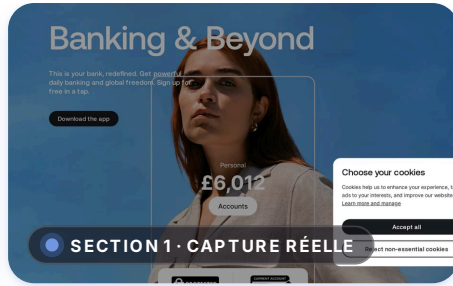 Banking & Beyond
This is your bank, redefined. Get powerful
daily banking and global freedom. Sign up for
free in a tap.
Download the app
Personal
£6,012
Accounts
Choose your cookies
Cookies help us to enhance your experience,
ads to your interests, and improve our website
Learn more and manage
Accept all
Reject non-essential cookies
SECTION 1 · CAPTURE RÉELLE